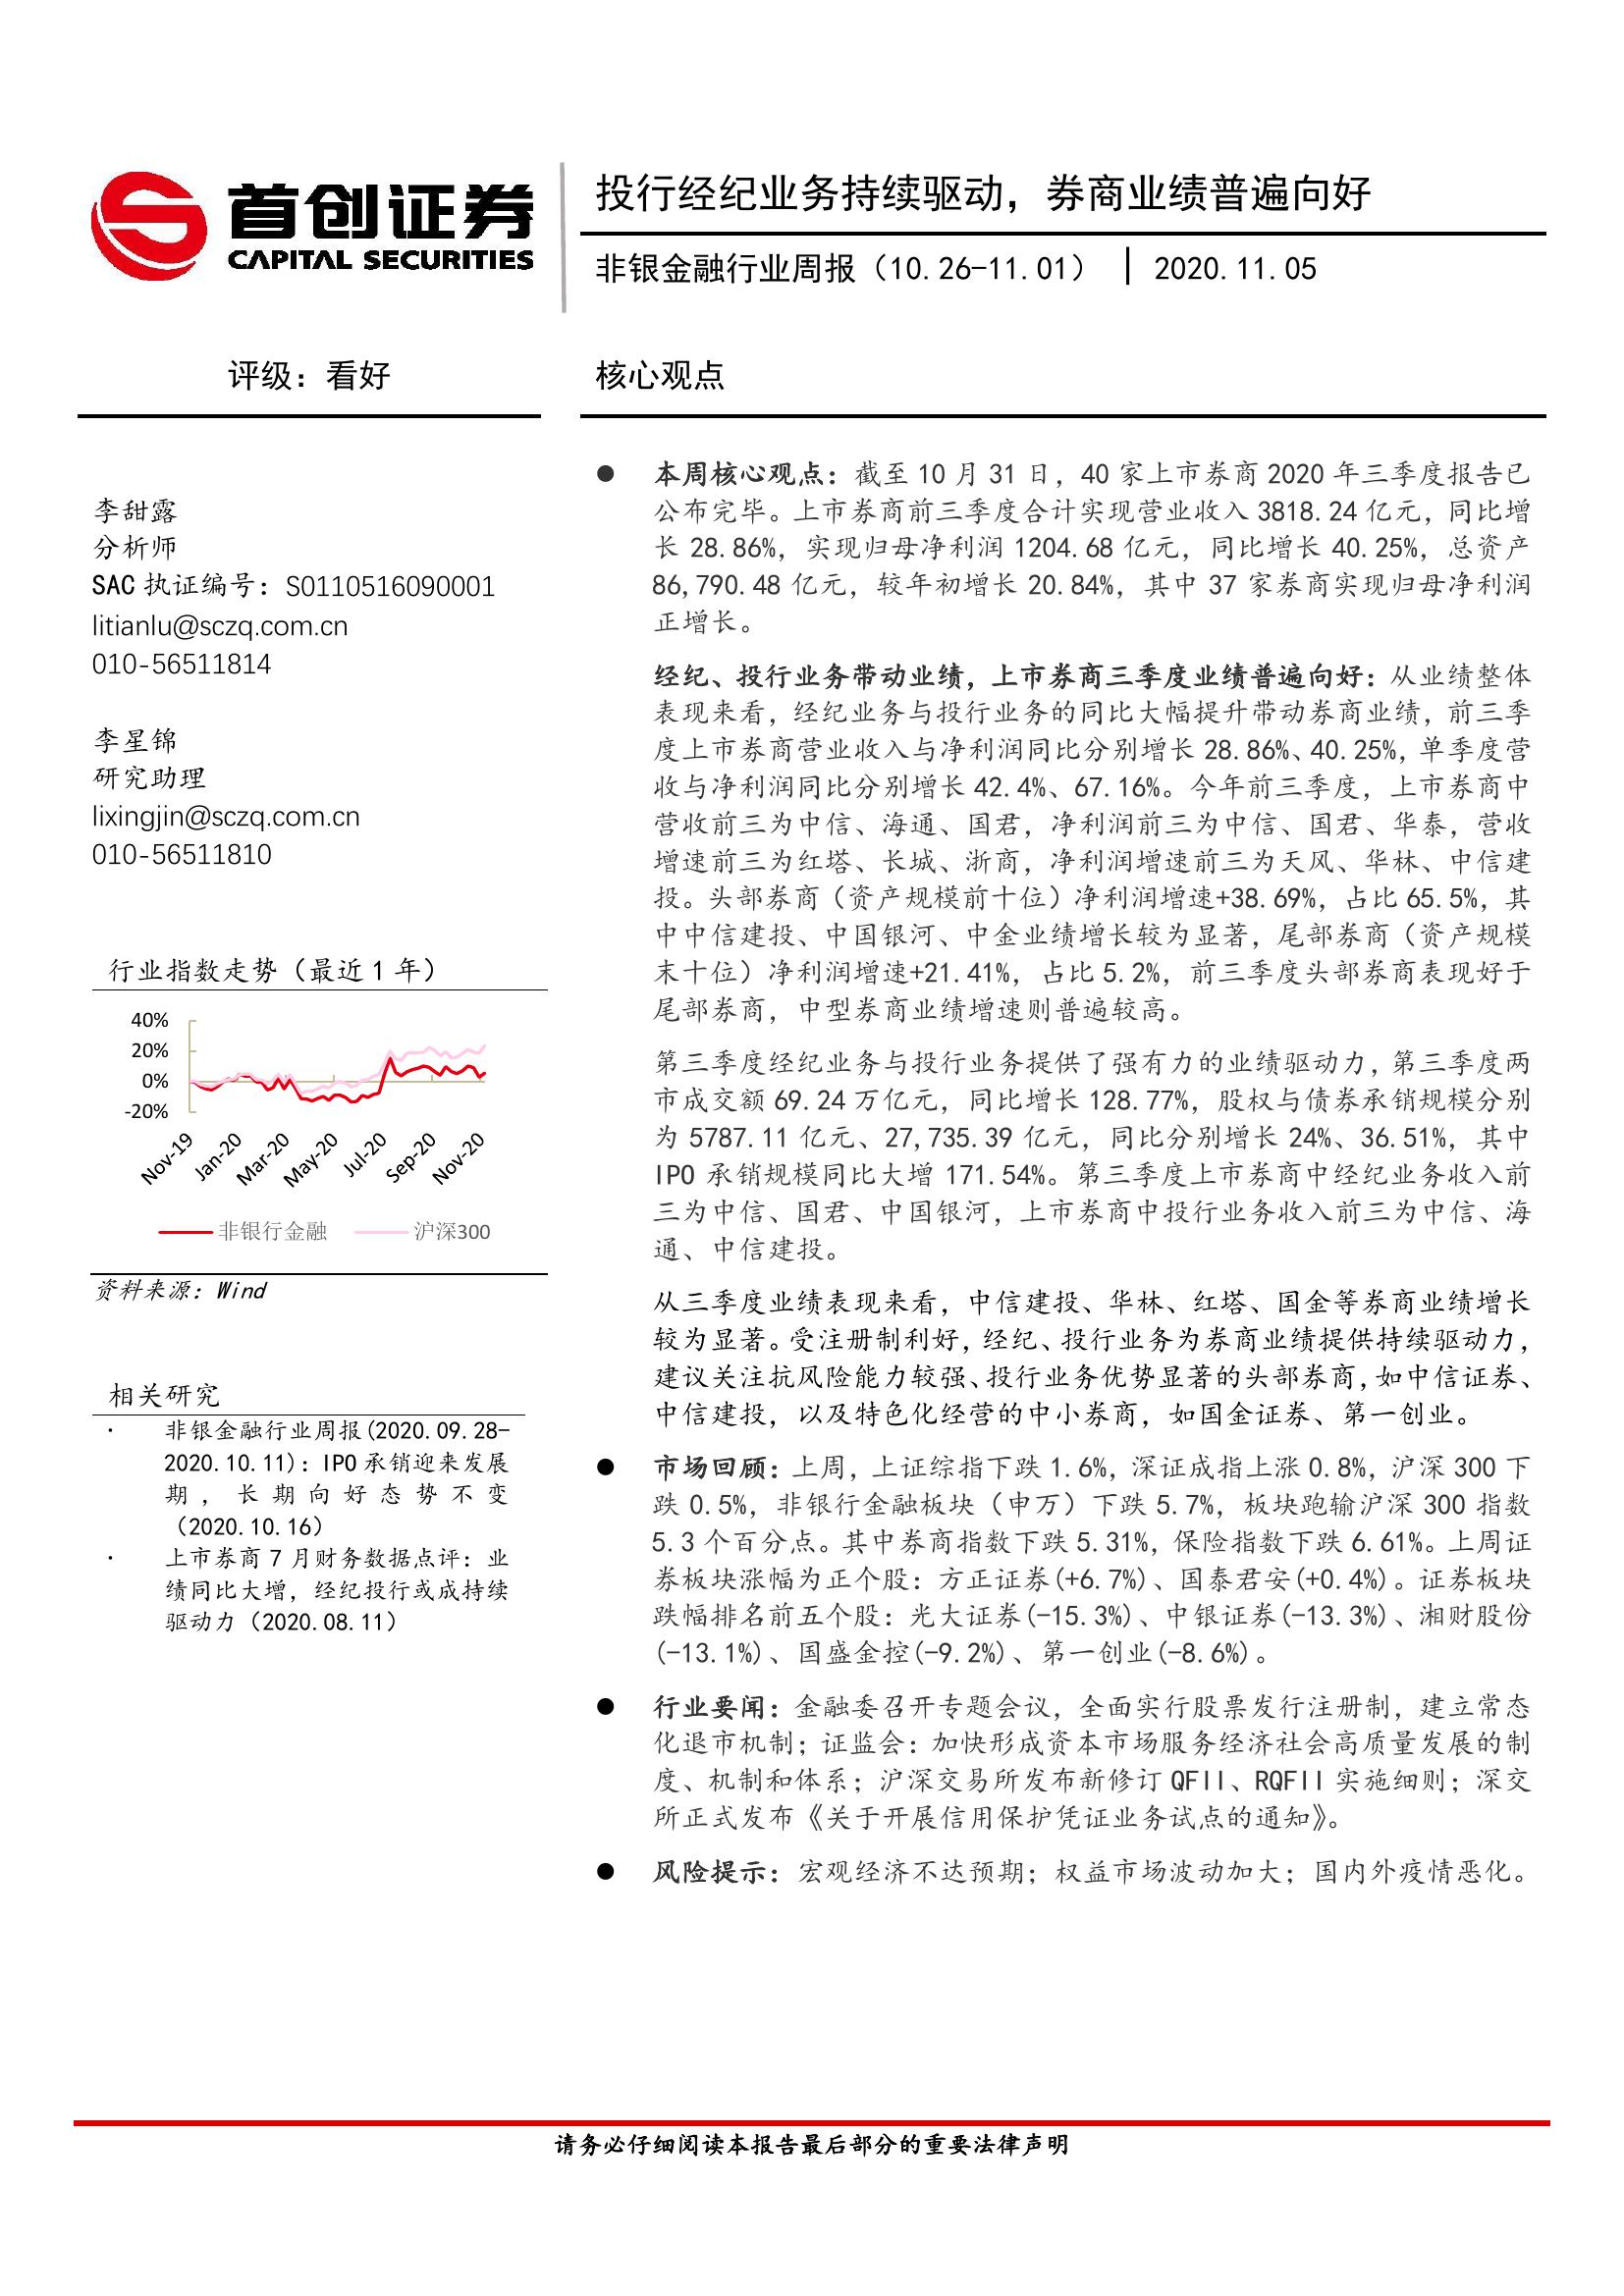 首创证券
CAPITAL SECURITIES
投行经纪业务持续驱动，券商业绩普遍向好
非银金融行业周报（10.26-11.01） | 2020.11.05
评级：看好
李甜露
分析师
SAC 执证编号：S0110516090001
litianlu@sczq.com.cn
010-56511814
李星锦
研究助理
lixingjin@sczq.com.cn
010-56511810
行业指数走势（最近 1 年）
40%
20%
0%
-20%
Nov-19
Jan-20
Mar-20
May-20
Jul-20
Sep-20
Nov-20
非银行金融
沪深300
资料来源：Wind
相关研究
· 非银金融行业周报(2020.09.28-
2020.10.11)：IPO 承销迎来发展
期，长期向好态势不变
（2020.10.16）
· 上市券商 7 月财务数据点评：业
绩同比大增，经纪投行或成持续
驱动力（2020.08.11）
核心观点
● 本周核心观点：截至 10 月 31 日，40 家上市券商 2020 年三季度报告已
公布完毕。上市券商前三季度合计实现营业收入 3818.24 亿元，同比增
长 28.86%，实现归母净利润 1204.68 亿元，同比增长 40.25%，总资产
86,790.48 亿元，较年初增长 20.84%，其中 37 家券商实现归母净利润
正增长。
经纪、投行业务带动业绩，上市券商三季度业绩普遍向好：从业绩整体
表现来看，经纪业务与投行业务的同比大幅提升带动券商业绩，前三季
度上市券商营业收入与净利润同比分别增长 28.86%、40.25%，单季度营
收与净利润同比分别增长 42.4%、67.16%。今年前三季度，上市券商中
营收前三为中信、海通、国君，净利润前三为中信、国君、华泰，营收
增速前三为红塔、长城、浙商，净利润增速前三为天风、华林、中信建
投。头部券商（资产规模前十位）净利润增速+38.69%，占比 65.5%，其
中中信建投、中国银河、中金业绩增长较为显著，尾部券商（资产规模
末十位）净利润增速+21.41%，占比 5.2%，前三季度头部券商表现好于
尾部券商，中型券商业绩增速则普遍较高。
第三季度经纪业务与投行业务提供了强有力的业绩驱动力，第三季度两
市成交额 69.24 万亿元，同比增长 128.77%，股权与债券承销规模分别
为 5787.11 亿元、27,735.39 亿元，同比分别增长 24%、36.51%，其中
IPO 承销规模同比大增 171.54%。第三季度上市券商中经纪业务收入前
三为中信、国君、中国银河，上市券商中投行业务收入前三为中信、海
通、中信建投。
从三季度业绩表现来看，中信建投、华林、红塔、国金等券商业绩增长
较为显著。受注册制利好，经纪、投行业务为券商业绩提供持续驱动力，
建议关注抗风险能力较强、投行业务优势显著的头部券商，如中信证券、
中信建投，以及特色化经营的中小券商，如国金证券、第一创业。
● 市场回顾：上周，上证综指下跌 1.6%，深证成指上涨 0.8%，沪深 300 下
跌 0.5%，非银行金融板块（申万）下跌 5.7%，板块跑输沪深 300 指数
5.3 个百分点。其中券商指数下跌 5.31%，保险指数下跌 6.61%。上周证
券板块涨幅为正个股：方正证券(+6.7%)、国泰君安(+0.4%)。证券板块
跌幅排名前五个股：光大证券(-15.3%)、中银证券(-13.3%)、湘财股份
(-13.1%)、国盛金控(-9.2%)、第一创业(-8.6%)。
● 行业要闻：金融委召开专题会议，全面实行股票发行注册制，建立常态
化退市机制；证监会：加快形成资本市场服务经济社会高质量发展的制
度、机制和体系；沪深交易所发布新修订 QFII、RQFII 实施细则；深交
所正式发布《关于开展信用保护凭证业务试点的通知》。
● 风险提示：宏观经济不达预期；权益市场波动加大；国内外疫情恶化。
请务必仔细阅读本报告最后部分的重要法律声明